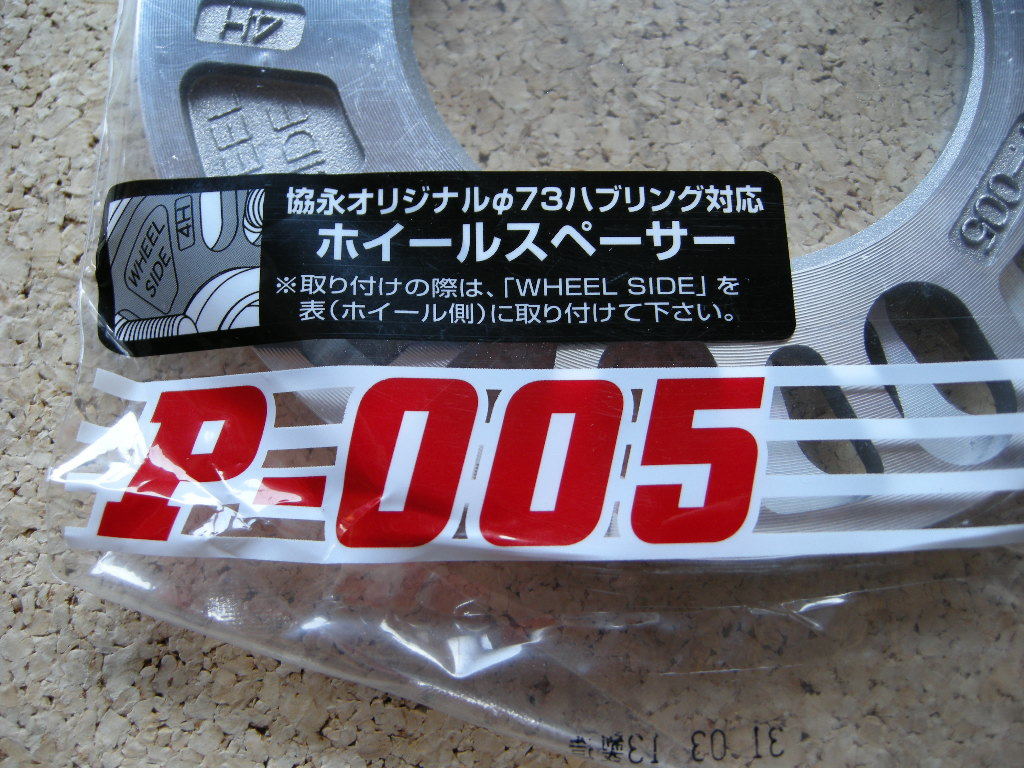 4H
WHEEL
SIDE
協永オリジナルφ73ハブリング対応
ホイールスペーサー
※取り付けの際は、「WHEEL SIDE」を
表(ホイール側)に取り付けて下さい。
WHEEL
SIDE
4H
P-005
-005
31 03 13